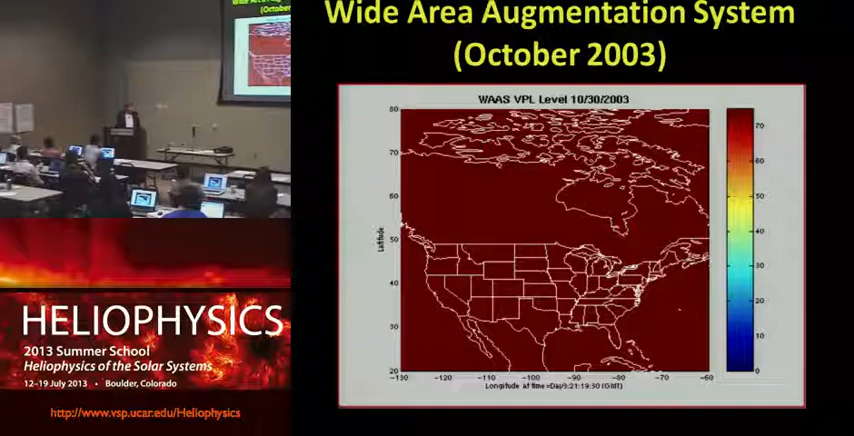 Wide Area Augmentation System
(October 2003)
WAAS VPL Level 10/30/2003
80
70
60
50
40
30
20
Latitude
-130
-120
-110
-100
-90
-80
-70
-60
70
60
50
40
30
20
10
0
HELIOPHYSICS
2013 Summer School
Heliophysics of the Solar Systems
12–19 July 2013 • Boulder, Colorado
http://www.vsp.ucar.edu/Heliophysics